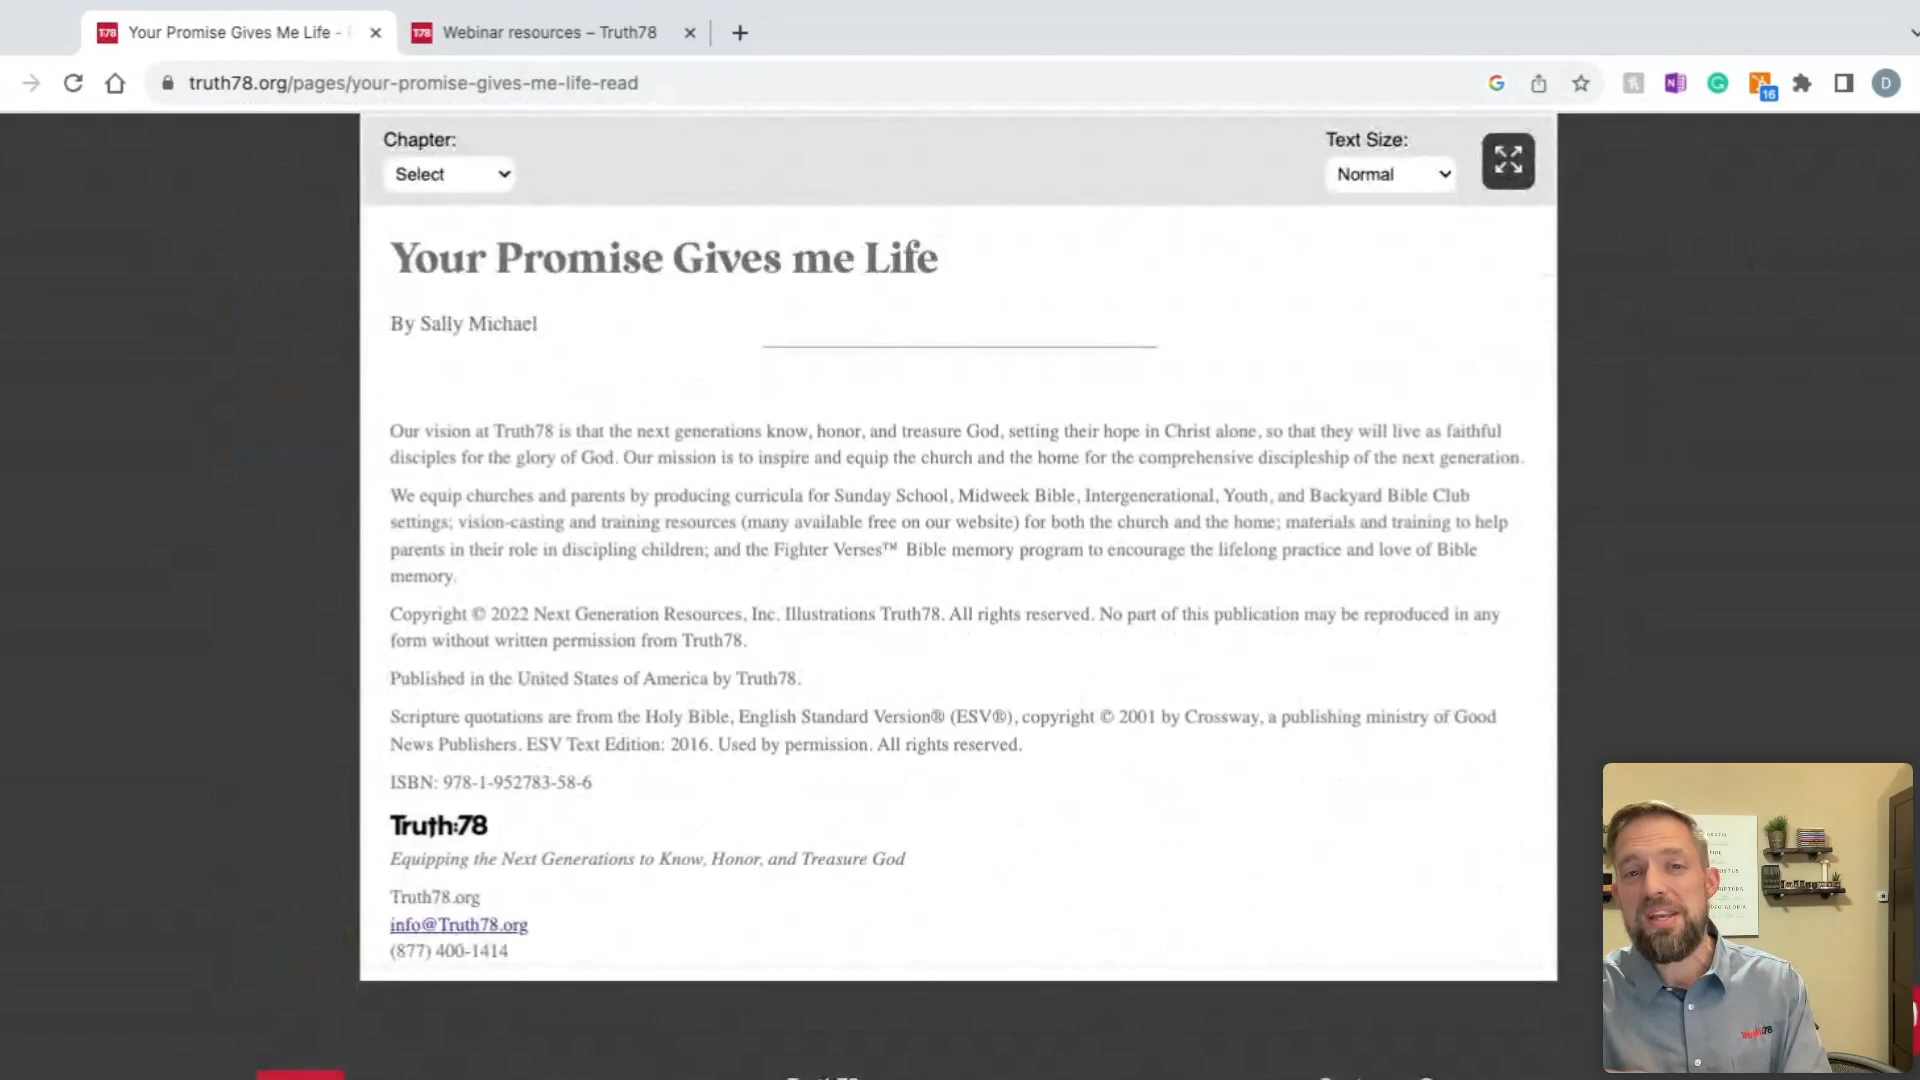 Your Promise Gives Me Life -
Webinar resources – Truth78
truth78.org/pages/your-promise-gives-me-life-read
16
D
Chapter:
Select
Text Size:
Normal
Your Promise Gives me Life
By Sally Michael
Our vision at Truth78 is that the next generations know, honor, and treasure God, setting their hope in Christ alone, so that they will live as faithful
disciples for the glory of God. Our mission is to inspire and equip the church and the home for the comprehensive discipleship of the next generation.
We equip churches and parents by producing curricula for Sunday School, Midweek Bible, Intergenerational, Youth, and Backyard Bible Club
settings; vision-casting and training resources (many available free on our website) for both the church and the home; materials and training to help
parents in their role in discipling children; and the Fighter Verses™ Bible memory program to encourage the lifelong practice and love of Bible
memory.
Copyright © 2022 Next Generation Resources, Inc. Illustrations Truth78. All rights reserved. No part of this publication may be reproduced in any
form without written permission from Truth78.
Published in the United States of America by Truth78.
Scripture quotations are from the Holy Bible, English Standard Version® (ESV®), copyright © 2001 by Crossway, a publishing ministry of Good
News Publishers. ESV Text Edition: 2016. Used by permission. All rights reserved.
ISBN: 978-1-952783-58-6
Truth:78
Equipping the Next Generations to Know, Honor, and Treasure God
Truth78.org
info@Truth78.org
(877) 400-1414